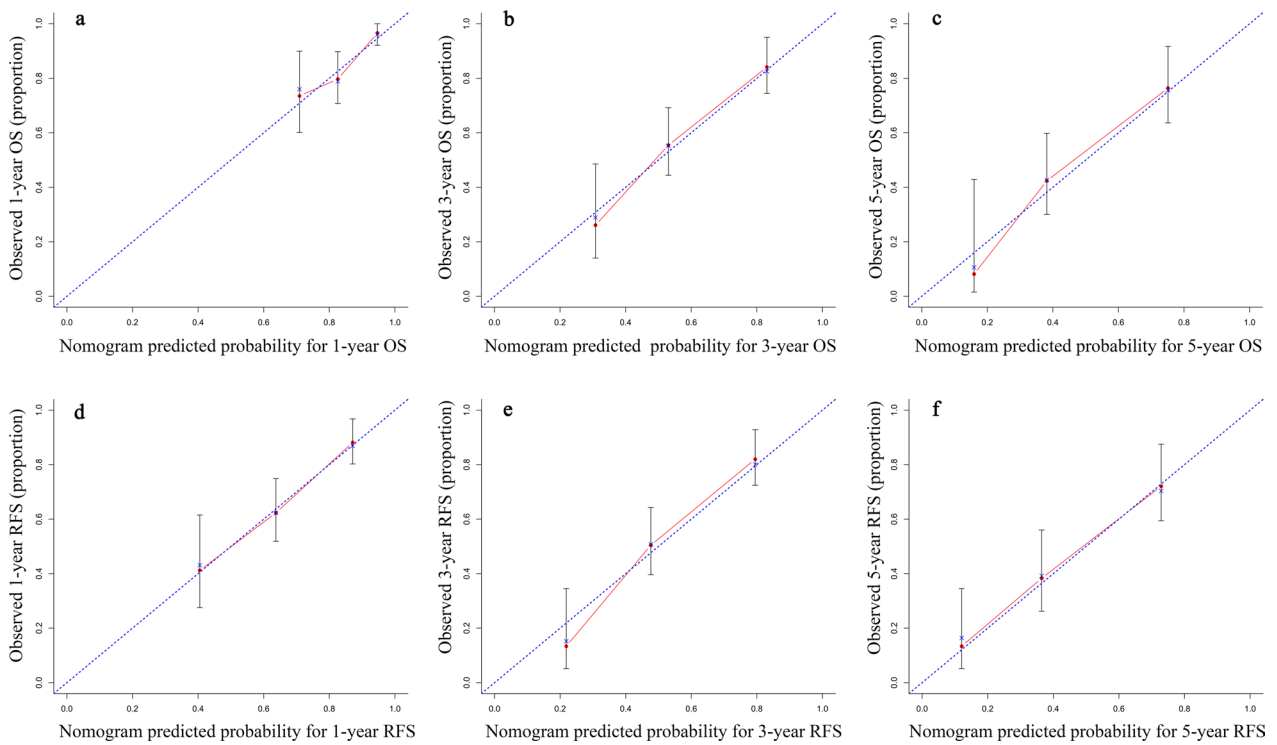 a
Observed 1-year OS (proportion)
1.0
0.8
0.6
0.4
0.2
0.0
0.0 0.2 0.4 0.6 0.8 1.0
Nomogram predicted probability for 1-year OS
b
Observed 3-year OS (proportion)
1.0
0.8
0.6
0.4
0.2
0.0
0.0 0.2 0.4 0.6 0.8 1.0
Nomogram predicted probability for 3-year OS
c
Observed 5-year OS (proportion)
1.0
0.8
0.6
0.4
0.2
0.0
0.0 0.2 0.4 0.6 0.8 1.0
Nomogram predicted probability for 5-year OS
d
Observed 1-year RFS (proportion)
1.0
0.8
0.6
0.4
0.2
0.0
0.0 0.2 0.4 0.6 0.8 1.0
Nomogram predicted probability for 1-year RFS
e
Observed 3-year RFS (proportion)
1.0
0.8
0.6
0.4
0.2
0.0
0.0 0.2 0.4 0.6 0.8 1.0
Nomogram predicted probability for 3-year RFS
f
Observed 5-year RFS (proportion)
1.0
0.8
0.6
0.4
0.2
0.0
0.0 0.2 0.4 0.6 0.8 1.0
Nomogram predicted probability for 5-year RFS